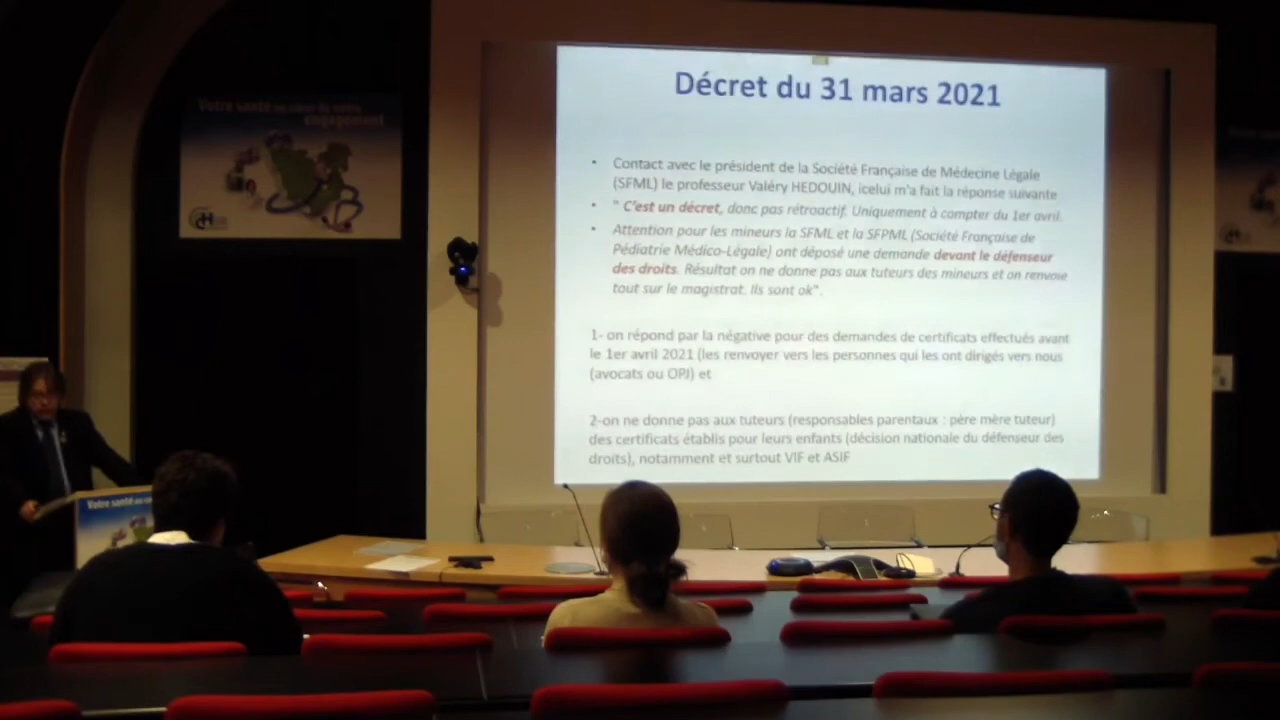 Décret du 31 mars 2021
Votre santé au cœur de notre
engagement
• Contact avec le président de la Société Française de Médecine Légale
(SFML) le professeur Valéry HEDOUIN, icelui m'a fait la réponse suivante
• " C'est un décret, donc pas rétroactif. Uniquement à compter du 1er avril.
• Attention pour les mineurs la SFML et la SFPML (Société Française de
Pédiatrie Médico-Légale) ont déposé une demande devant le défenseur
des droits. Résultat on ne donne pas aux tuteurs des mineurs et on renvoie
tout sur le magistrat. Ils sont ok".
1- on répond par la négative pour des demandes de certificats effectués avant
le 1er avril 2021 (les renvoyer vers les personnes qui les ont dirigés vers nous
(avocats ou OPJ) et
2-on ne donne pas aux tuteurs (responsables parentaux : père mère tuteur)
des certificats établis pour leurs enfants (décision nationale du défenseur des
droits), notamment et surtout VIF et ASIF
Votre santé au